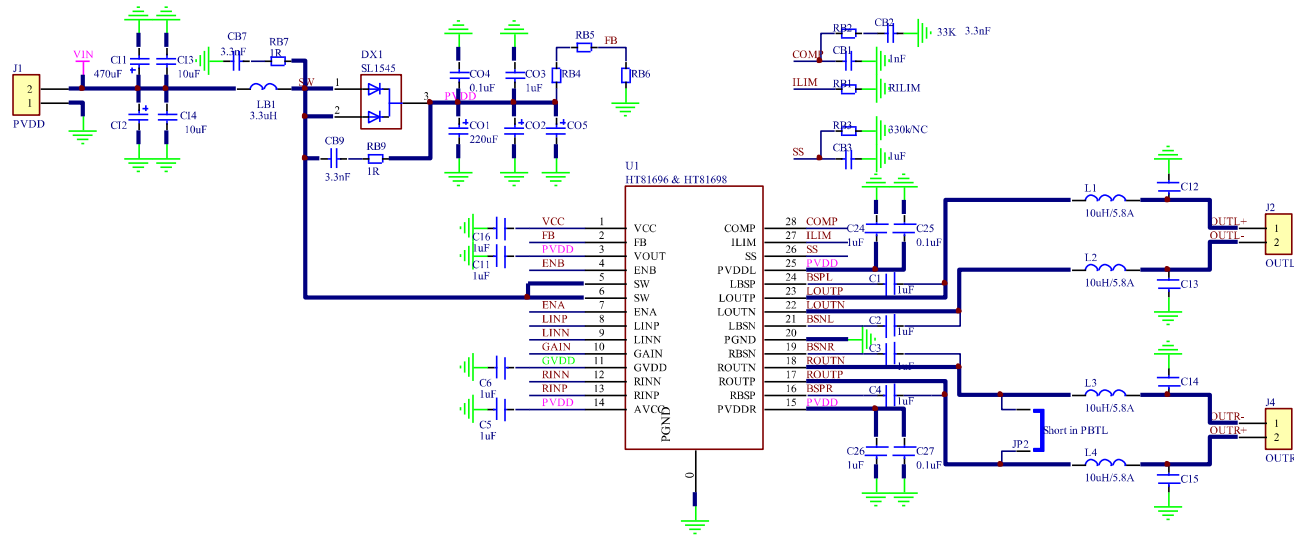 J1
2
1
PVDD
VIN
CI1
470uF
CI3
10uF
CI2
CI4
10uF
CB7
3.3nF
RB7
1R
LB1
3.3uH
SW
DX1
SL1545
1
2
3
CB9
3.3nF
RB9
1R
PVDD
CO4
0.1uF
CO3
1uF
CO1
220uF
CO2
CO5
RB5
FB
RB4
RB6
RB2
CB2
33K
3.3nF
COMP
CB1
1nF
ILIM
RB1
RILIM
RB3
330k/NC
SS
CB3
1uF
U1
HT81696 & HT81698
VCC 1 VCC
FB 2 FB
PVDD 3 VOUT
ENB 4 ENB
5 SW
6 SW
ENA 7 ENA
LINP 8 LINP
LINN 9 LINN
GAIN 10 GAIN
GVDD 11 GVDD
RINN 12 RINN
RINP 13 RINP
PVDD 14 AVCC
PGND
0
C16
1uF
C11
1uF
C6
1uF
C5
1uF
COMP 28 COMP
ILIM 27 ILIM
SS 26 SS
PVDDL 25 PVDD
LBSP 24 BSPL
LOUTP 23 LOUTP
LOUTN 22 LOUTN
LBSN 21 BSNL
PGND 20
RBSN 19 BSNR
ROUTN 18 ROUTN
ROUTP 17 ROUTP
RBSP 16 BSPR
PVDDR 15 PVDD
C24
1uF
C25
0.1uF
C1
1uF
C2
1uF
C3
1uF
C4
1uF
C26
1uF
C27
0.1uF
L1
10uH/5.8A
C12
L2
10uH/5.8A
C13
OUTL+
OUTL-
J2
1
2
OUTL
L3
10uH/5.8A
C14
JP2
Short in PBTL
L4
10uH/5.8A
C15
OUTR-
OUTR+
J4
1
2
OUTR